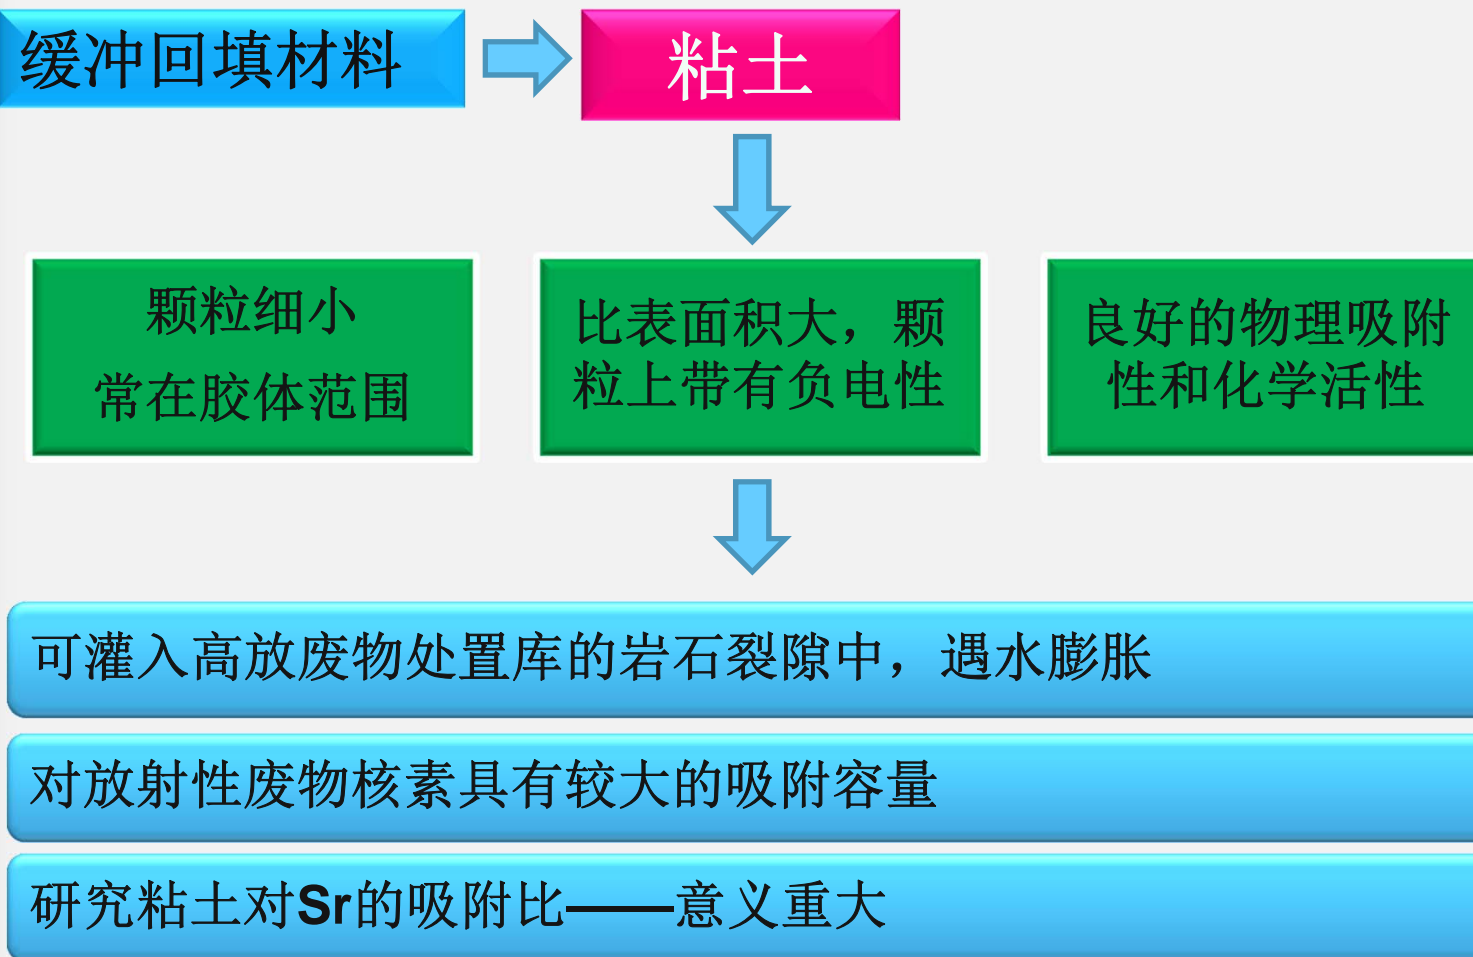 缓冲回填材料
粘土
颗粒细小
常在胶体范围
比表面积大，颗
粒上带有负电性
良好的物理吸附
性和化学活性
可灌入高放废物处置库的岩石裂隙中，遇水膨胀
对放射性废物核素具有较大的吸附容量
研究粘土对Sr的吸附比——意义重大